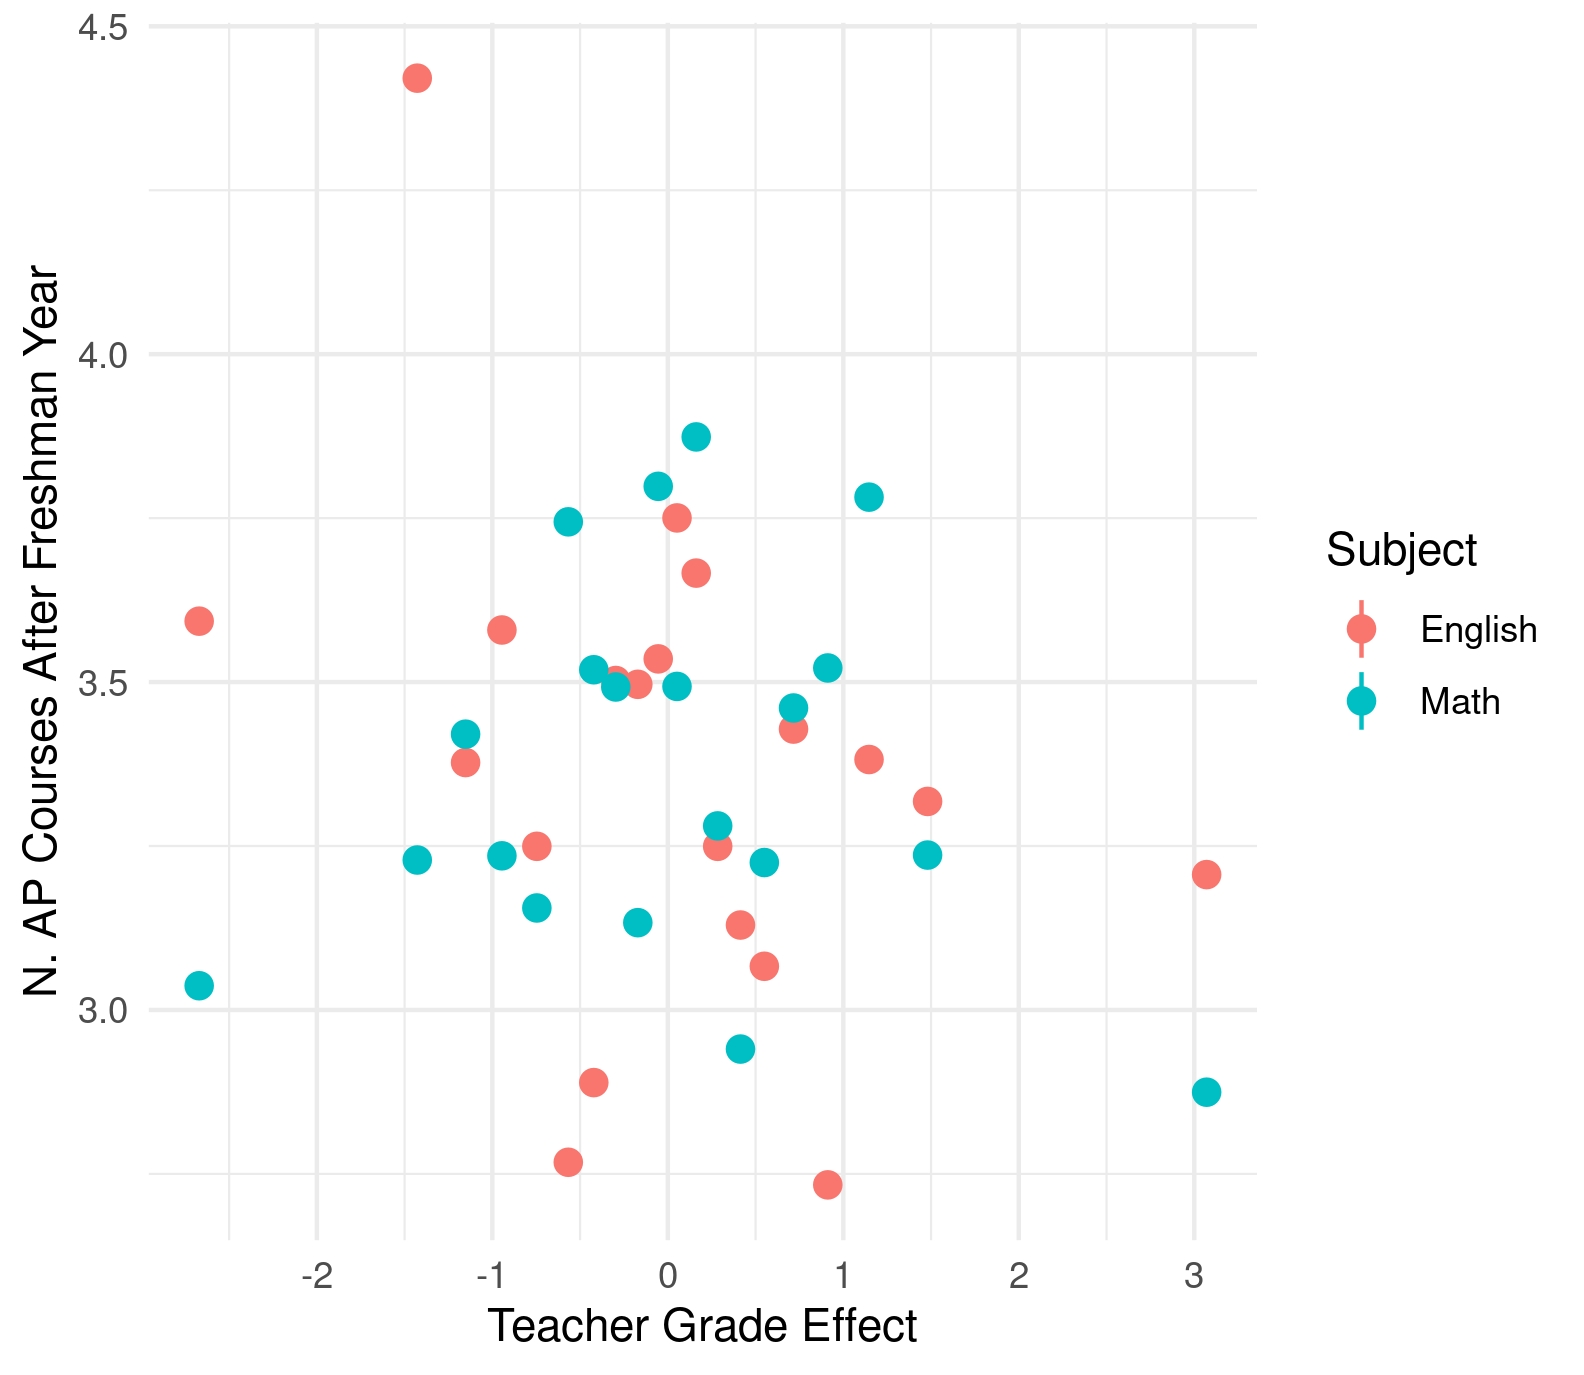 N. AP Courses After Freshman Year
4.5
4.0
3.5
3.0
-2 -1 0 1 2 3
Teacher Grade Effect
Subject
English
Math